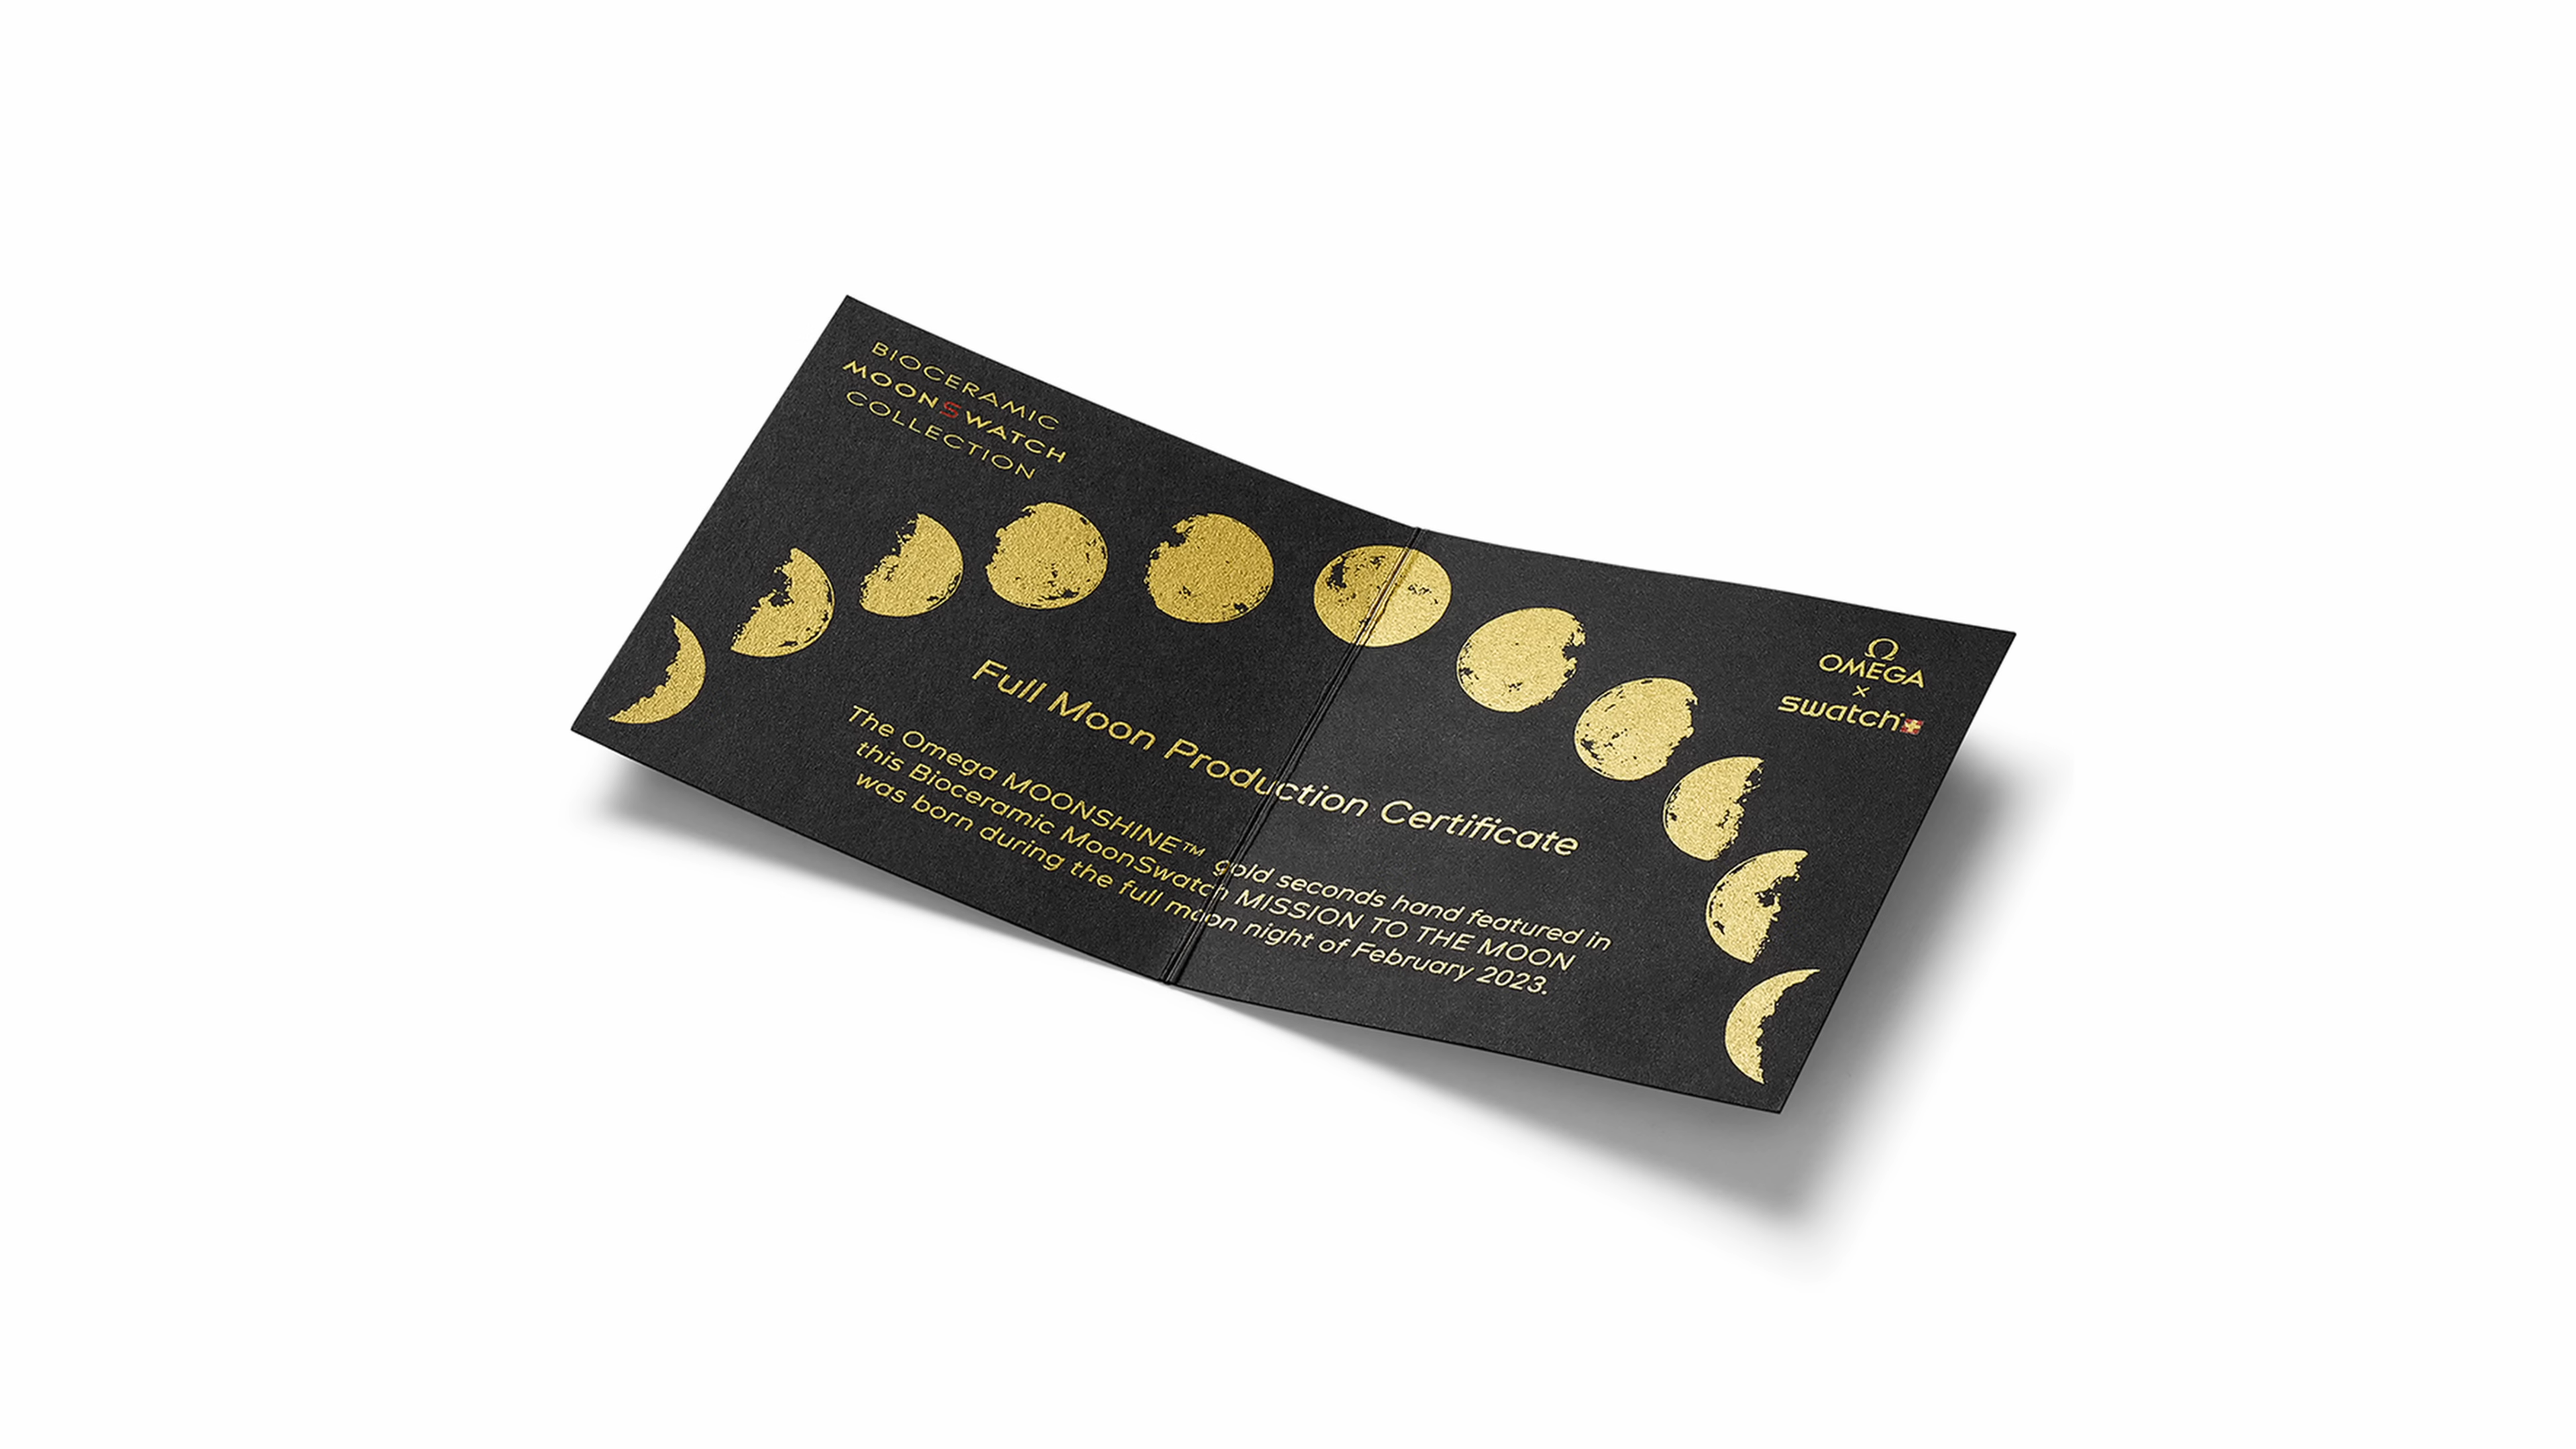 BIOCERAMIC
MOONSWATCH
COLLECTION
Ω
OMEGA
×
swatch
Full Moon Production Certificate
The Omega MOONSHINE™ gold seconds hand featured in
this Bioceramic MoonSwatch MISSION TO THE MOON
was born during the full moon night of February 2023.